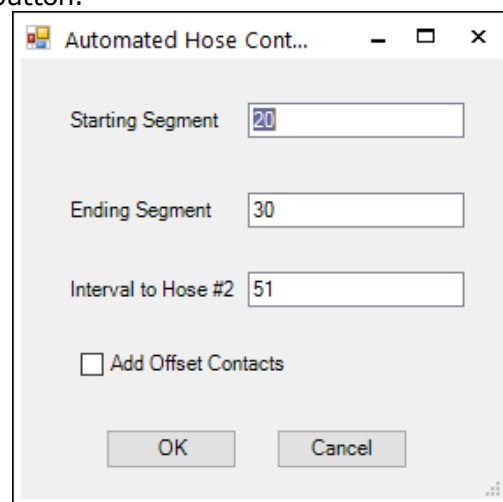 button.
Automated Hose Cont...
Starting Segment 20
Ending Segment 30
Interval to Hose #2 51
Add Offset Contacts
OK Cancel